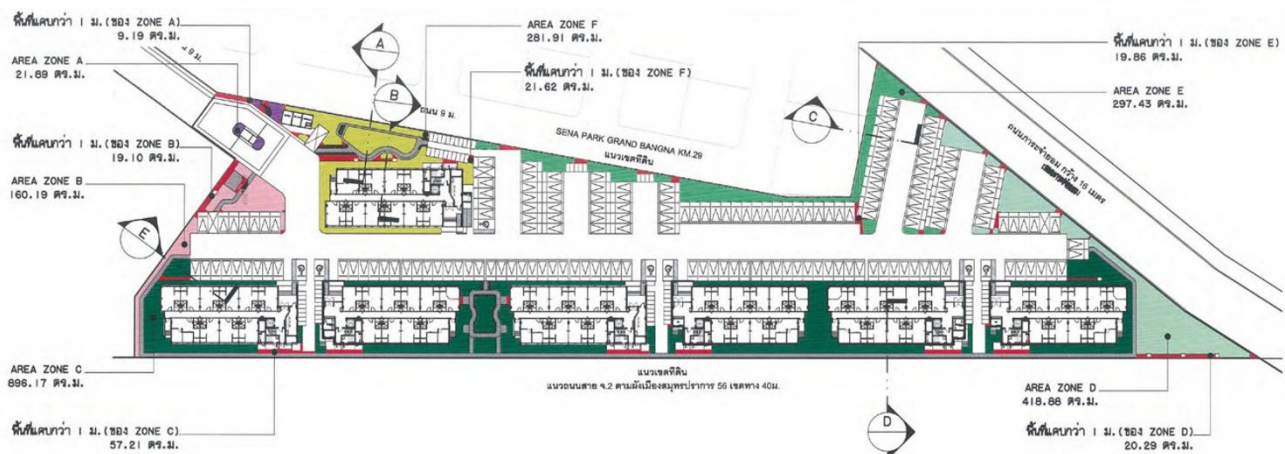 พื้นที่แคบกว่า 1 ม.(ของ ZONE A)
9.19 ตร.ม.
AREA ZONE A
21.89 ตร.ม.
พื้นที่แคบกว่า 1 ม.(ของ ZONE B)
19.10 ตร.ม.
AREA ZONE B
160.19 ตร.ม.
E
AREA ZONE C
896.17 ตร.ม.
พื้นที่แคบกว่า 1 ม.(ของ ZONE C)
57.21 ตร.ม.
9 ม.
A
B
AREA ZONE F
281.91 ตร.ม.
พื้นที่แคบกว่า 1 ม.(ของ ZONE F)
21.62 ตร.ม.
ถนน 9 ม.
SENA PARK GRAND BANGNA KM.29
แนวเขตที่ดิน
C
พื้นที่แคบกว่า 1 ม.(ของ ZONE E)
19.86 ตร.ม.
AREA ZONE E
297.43 ตร.ม.
ถนนภาระจำยอม กว้าง 16 เมตร
แนวเขตที่ดิน
แนวถนนสาย ง.2 ตามผังเมืองสมุทรปราการ 56 เขตทาง 40ม.
D
AREA ZONE D
418.88 ตร.ม.
พื้นที่แคบกว่า 1 ม.(ของ ZONE D)
20.29 ตร.ม.